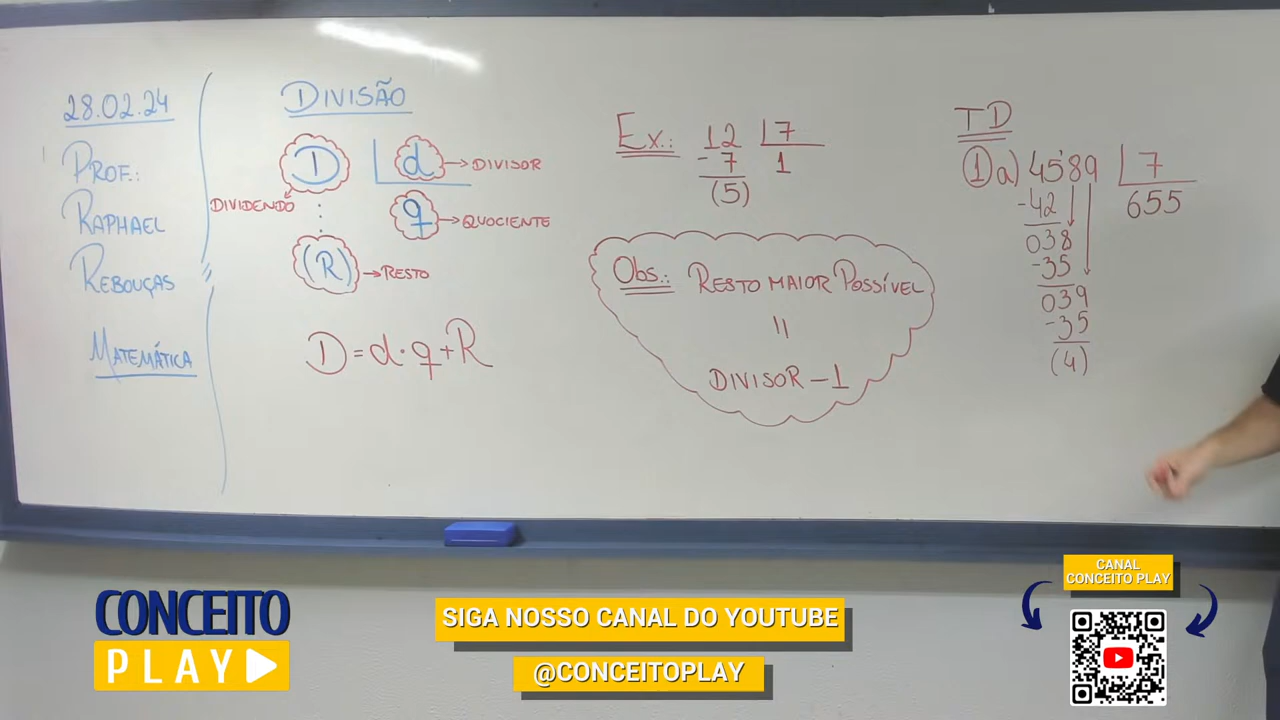 28.02.24
PROF.:
RAPHAEL
REBOUÇAS
MATEMÁTICA
DIVISÃO
D d → DIVISOR
DIVIDENDO
q → QUOCIENTE
(R) → RESTO
D = d · q + R
Ex.: 12 7
- 7 1
(5)
Obs.: RESTO MAIOR POSSÍVEL
=
DIVISOR - 1
TD
1 a) 4589 7
-42 655
038
-35
039
-35
(4)
CONCEITO
PLAY
SIGA NOSSO CANAL DO YOUTUBE
@CONCEITOPLAY
CANAL
CONCEITO PLAY